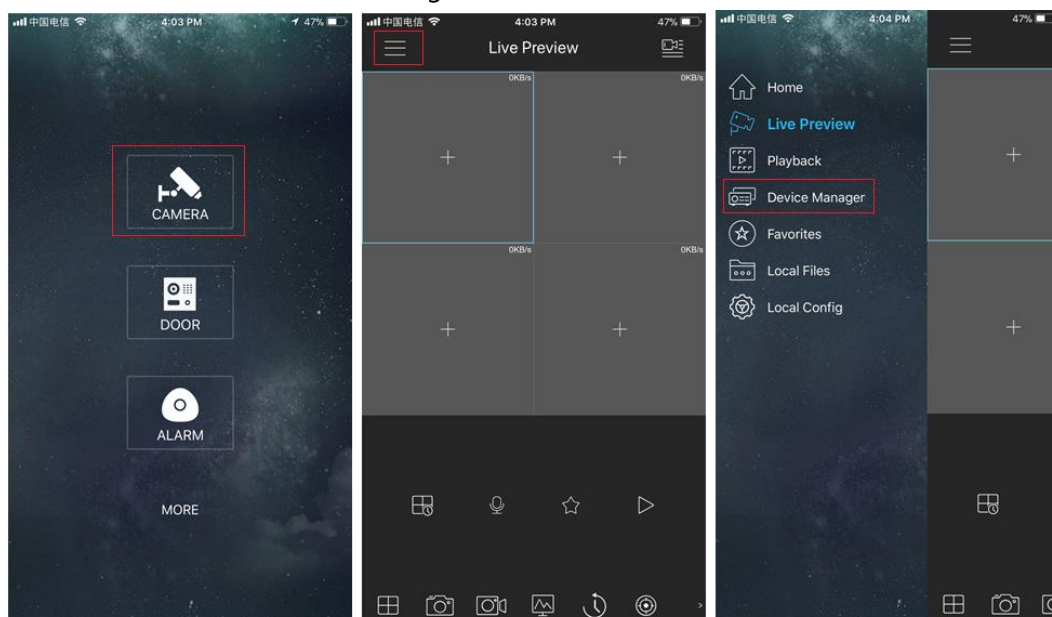 中国电信 4:03 PM 47%
CAMERA
DOOR
ALARM
MORE
中国电信 4:03 PM 47%
Live Preview
0KB/s 0KB/s
0KB/s 0KB/s
中国电信 4:04 PM 47%
Home
Live Preview
Playback
Device Manager
Favorites
Local Files
Local Config